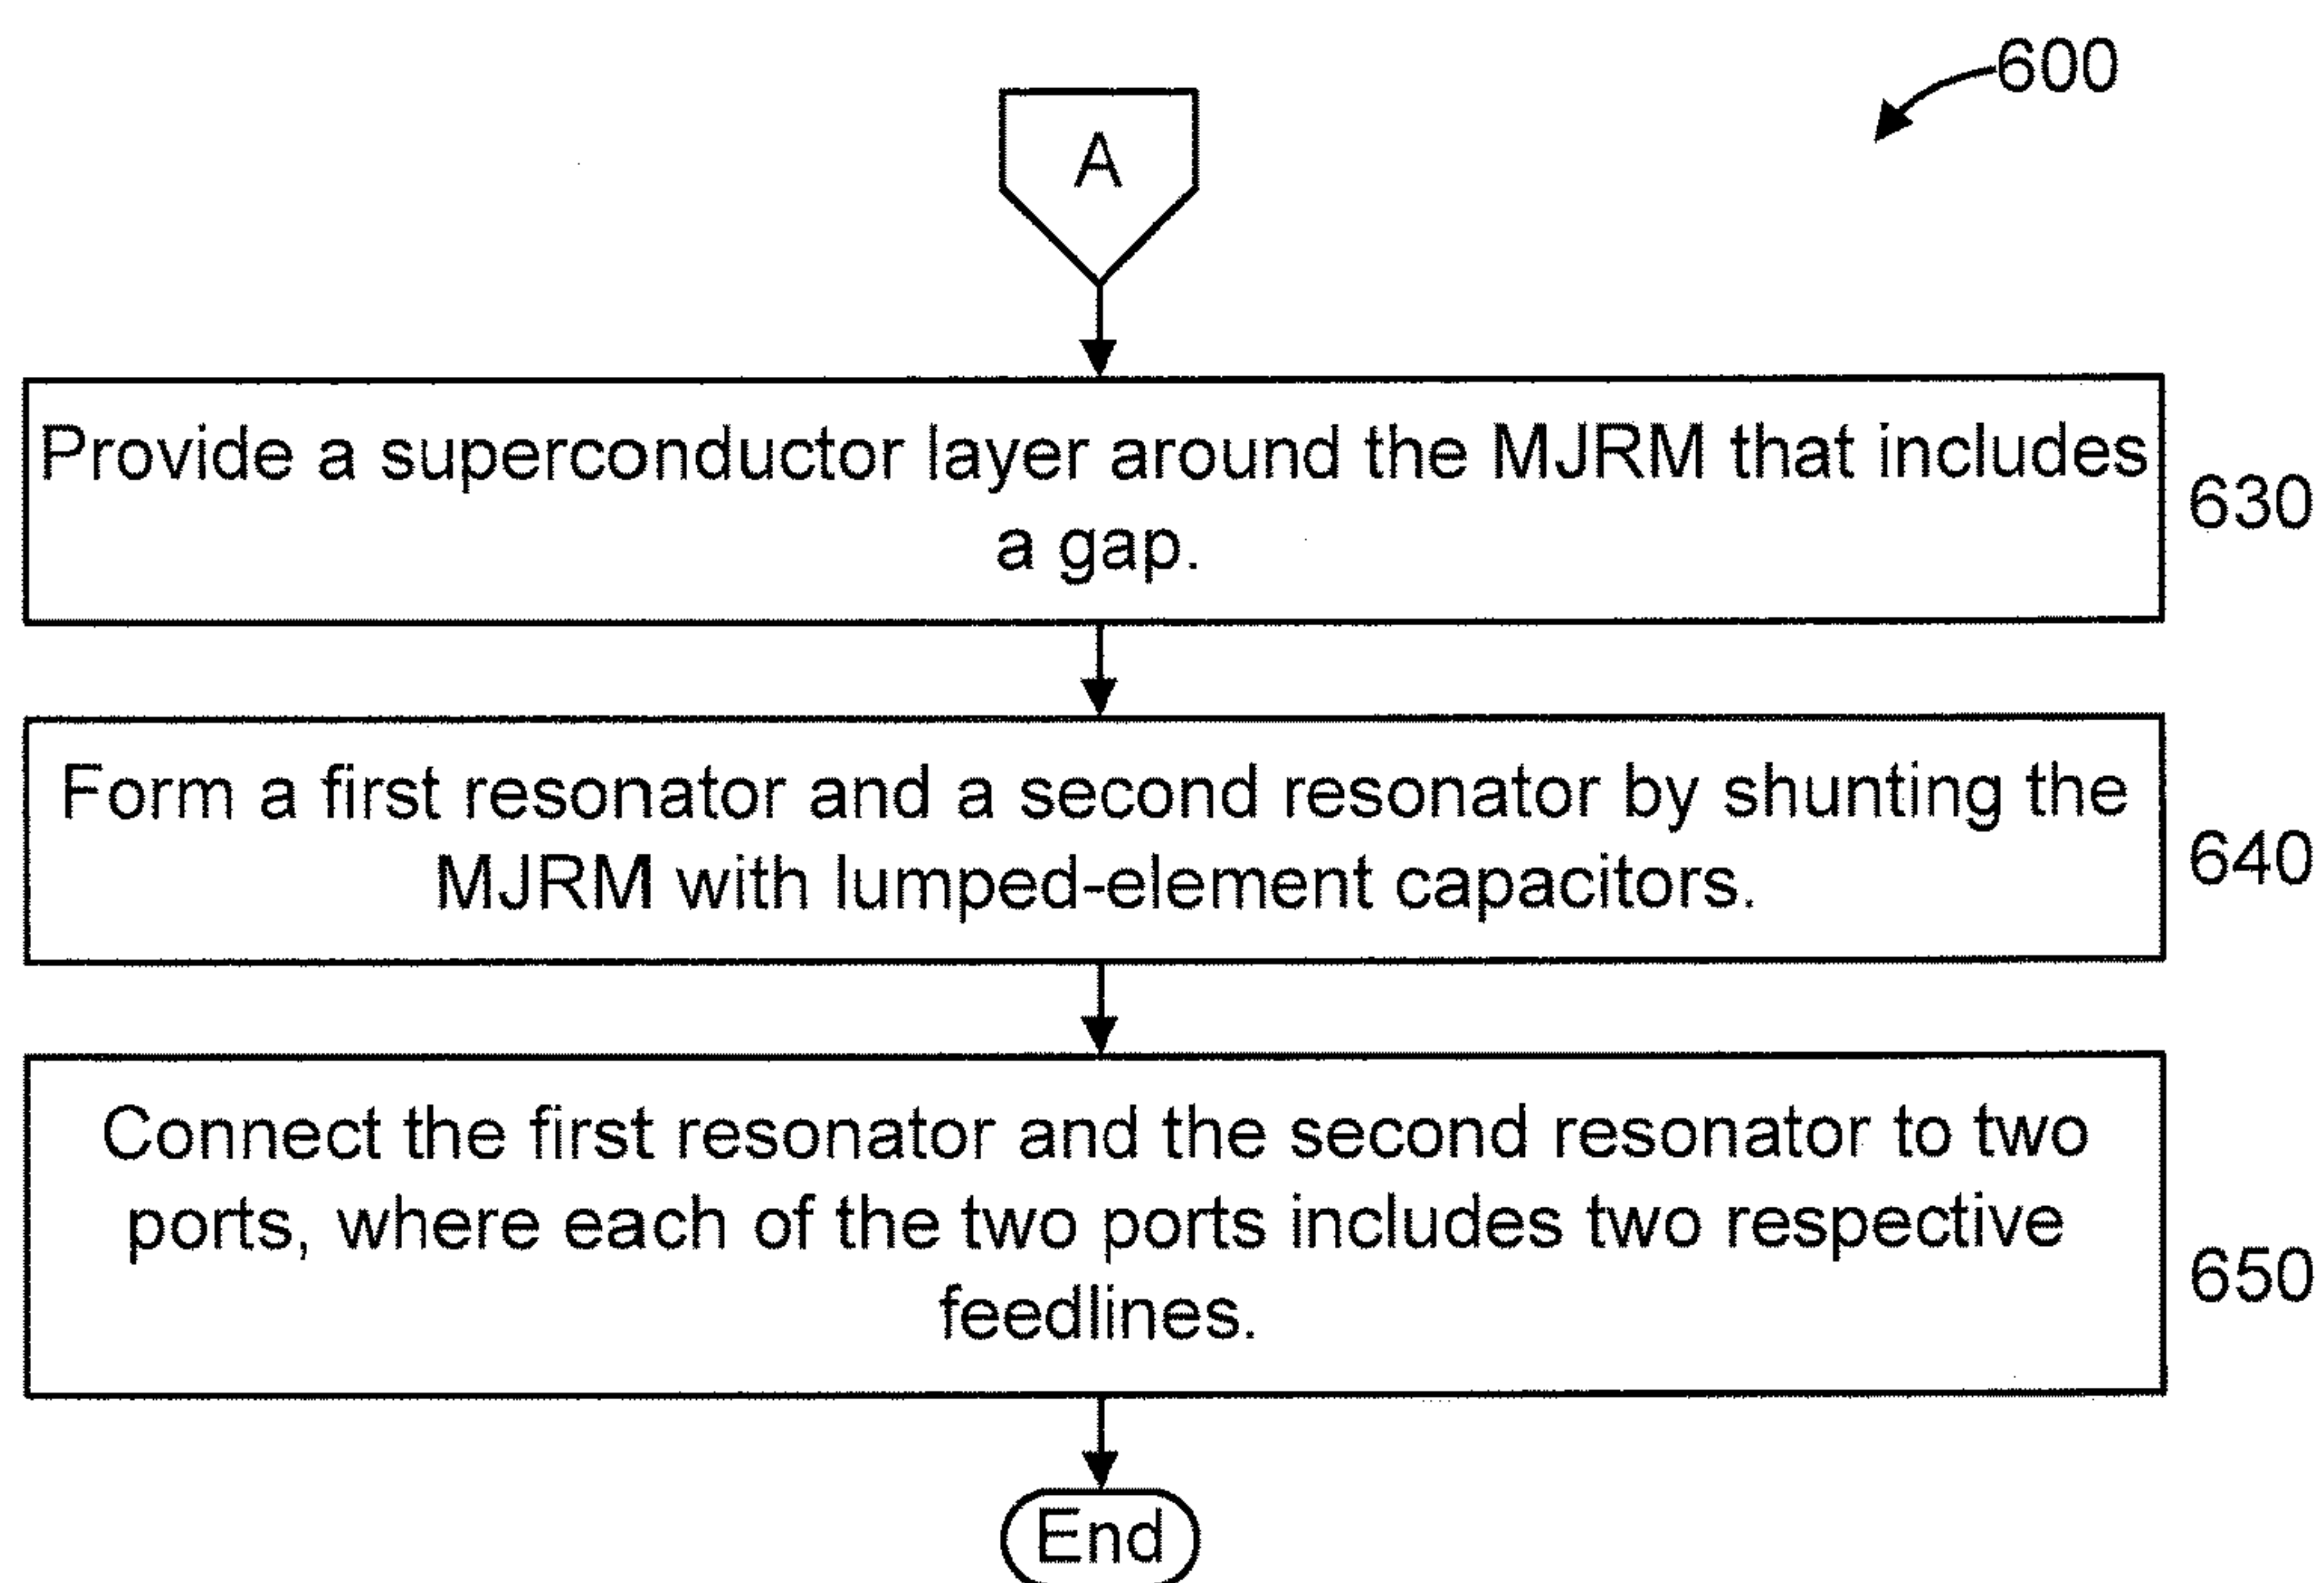 600
A
Provide a superconductor layer around the MJRM that includes
a gap.
630
Form a first resonator and a second resonator by shunting the
MJRM with lumped-element capacitors.
640
Connect the first resonator and the second resonator to two
ports, where each of the two ports includes two respective
feedlines.
650
End